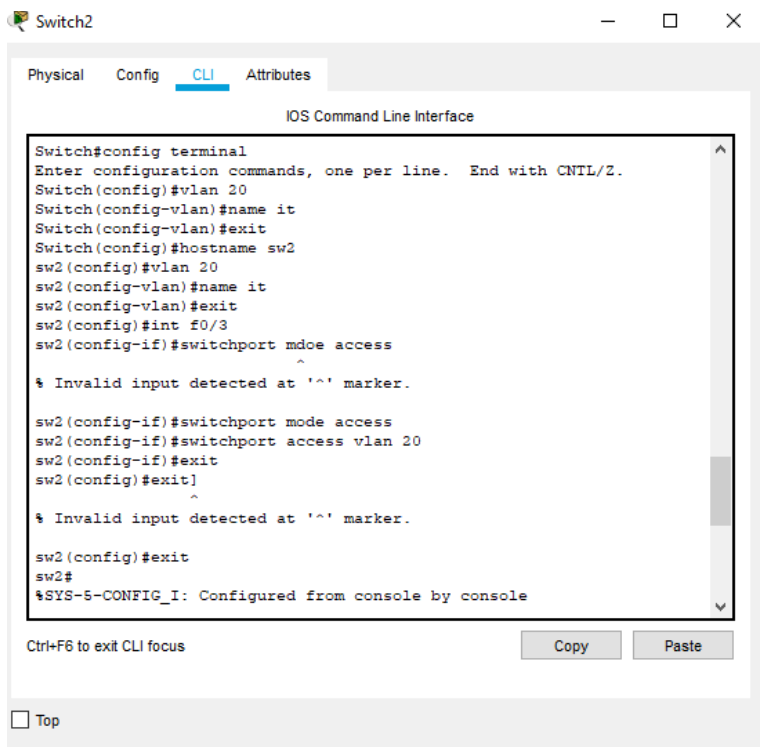 Switch2
Physical Config CLI Attributes
IOS Command Line Interface
Switch#config terminal
Enter configuration commands, one per line.  End with CNTL/Z.
Switch(config)#vlan 20
Switch(config-vlan)#name it
Switch(config-vlan)#exit
Switch(config)#hostname sw2
sw2(config)#vlan 20
sw2(config-vlan)#name it
sw2(config-vlan)#exit
sw2(config)#int f0/3
sw2(config-if)#switchport mdoe access
^
% Invalid input detected at '^' marker.
sw2(config-if)#switchport mode access
sw2(config-if)#switchport access vlan 20
sw2(config-if)#exit
sw2(config)#exit]
^
% Invalid input detected at '^' marker.
sw2(config)#exit
sw2#
%SYS-5-CONFIG_I: Configured from console by console
Ctrl+F6 to exit CLI focus Copy Paste
Top